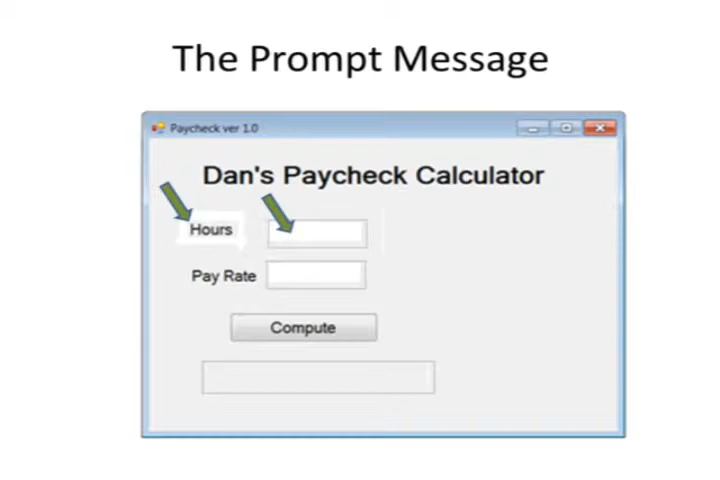 The Prompt Message
Paycheck ver 1.0
Dan's Paycheck Calculator
Hours
Pay Rate
Compute